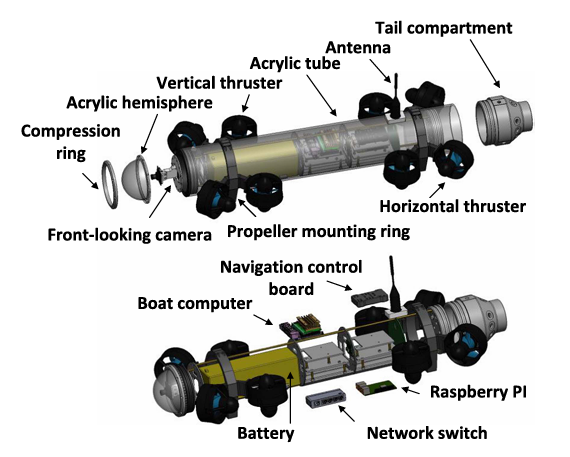 Tail compartment
Antenna
Acrylic tube
Vertical thruster
Acrylic hemisphere
Compression
ring
Horizontal thruster
Front-looking camera
Propeller mounting ring
Navigation control
board
Boat computer
Raspberry PI
Battery
Network switch